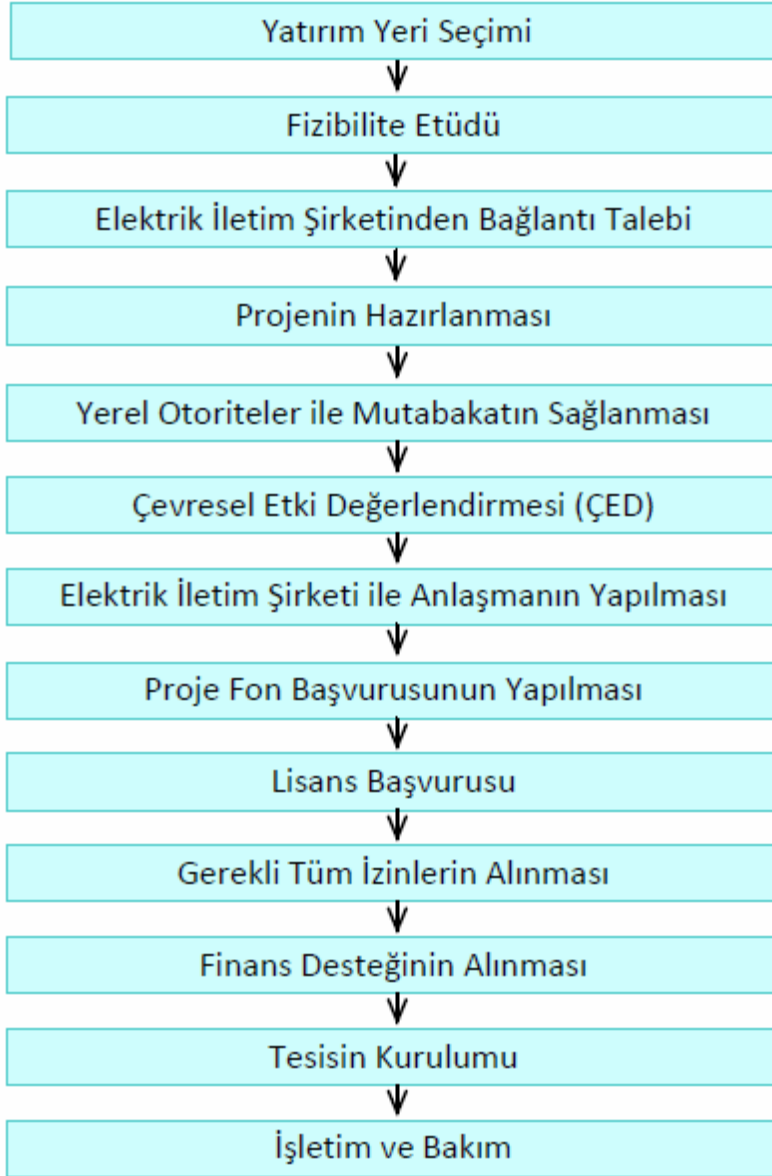 Yatırım Yeri Seçimi
Fizibilite Etüdü
Elektrik İletim Şirketinden Bağlantı Talebi
Projenin Hazırlanması
Yerel Otoriteler ile Mutabakatın Sağlanması
Çevresel Etki Değerlendirmesi (ÇED)
Elektrik İletim Şirketi ile Anlaşmanın Yapılması
Proje Fon Başvurusunun Yapılması
Lisans Başvurusu
Gerekli Tüm İzinlerin Alınması
Finans Desteğinin Alınması
Tesisin Kurulumu
İşletim ve Bakım